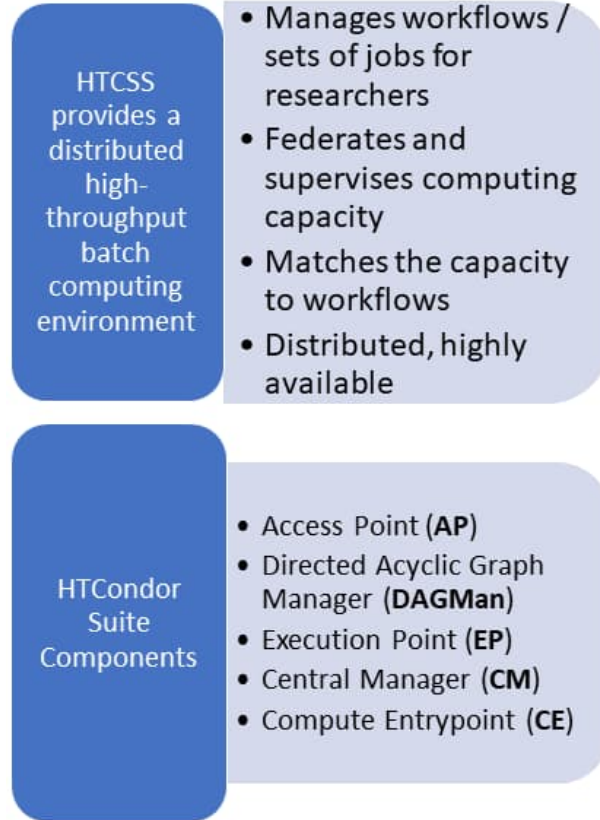 HTCSS
provides a
distributed
high-
throughput
batch
computing
environment
• Manages workflows /
sets of jobs for
researchers
• Federates and
supervises computing
capacity
• Matches the capacity
to workflows
• Distributed, highly
available
HTCondor
Suite
Components
• Access Point (AP)
• Directed Acyclic Graph
Manager (DAGMan)
• Execution Point (EP)
• Central Manager (CM)
• Compute Entrypoint (CE)